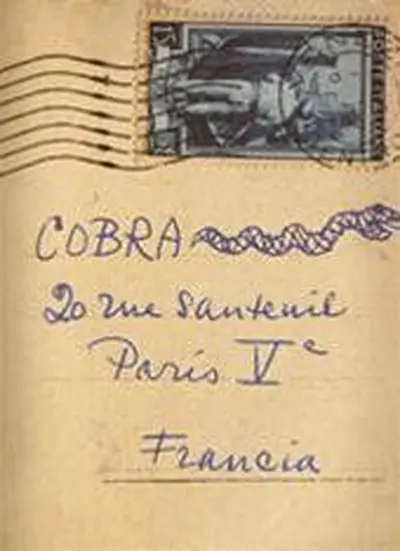 COBRA
20 rue Santeuil
Paris Vᵉ
Francia